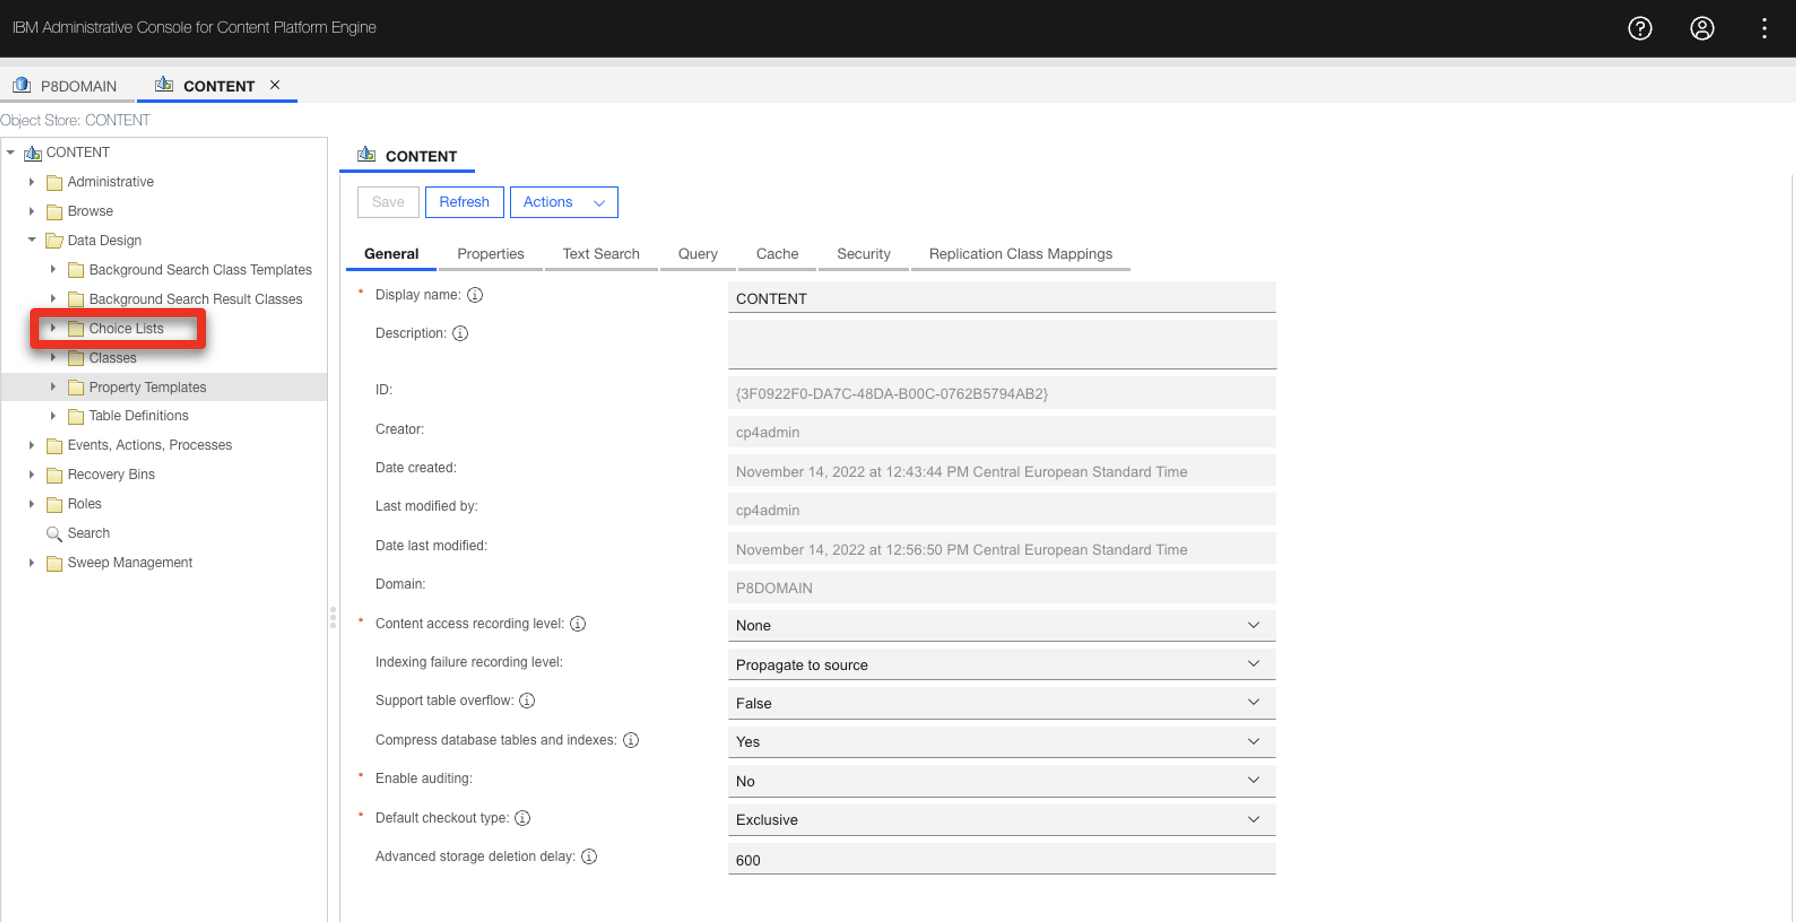 IBM Administrative Console for Content Platform Engine
P8DOMAIN
CONTENT
Object Store: CONTENT
CONTENT
Administrative
Browse
Data Design
Background Search Class Templates
Background Search Result Classes
Choice Lists
Classes
Property Templates
Table Definitions
Events, Actions, Processes
Recovery Bins
Roles
Search
Sweep Management
CONTENT
Save Refresh Actions
General Properties Text Search Query Cache Security Replication Class Mappings
* Display name: CONTENT
Description:
ID: {3F0922F0-DA7C-48DA-B00C-0762B5794AB2}
Creator: cp4admin
Date created: November 14, 2022 at 12:43:44 PM Central European Standard Time
Last modified by: cp4admin
Date last modified: November 14, 2022 at 12:56:50 PM Central European Standard Time
Domain: P8DOMAIN
* Content access recording level: None
Indexing failure recording level: Propagate to source
Support table overflow: False
Compress database tables and indexes: Yes
* Enable auditing: No
* Default checkout type: Exclusive
Advanced storage deletion delay: 600